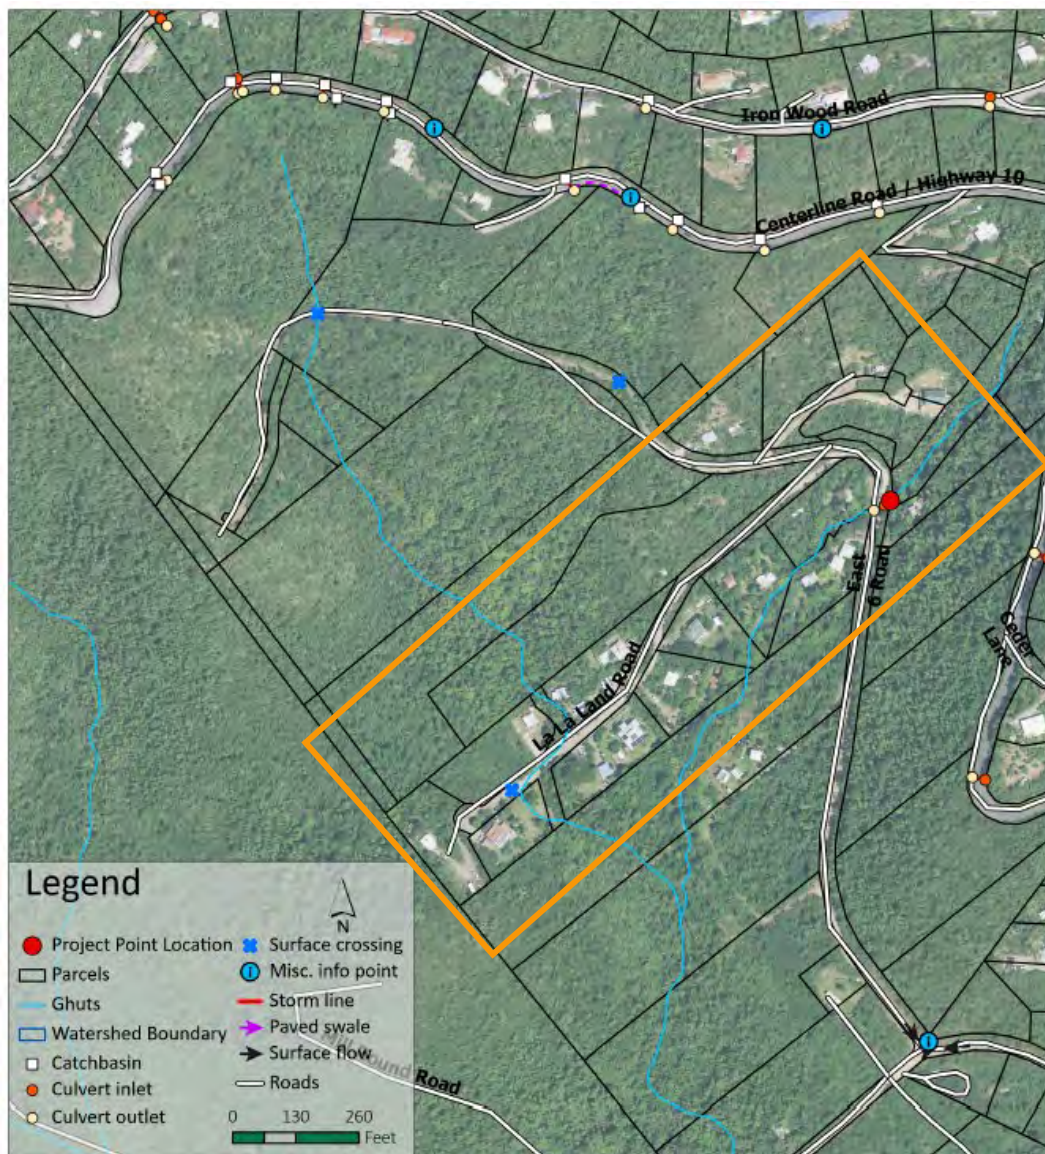 Iron Wood Road
Centerline Road / Highway 10
East
6 Road
Ceder
Lane
La La Land Road
Legend
N
Project Point Location
Surface crossing
Parcels
i Misc. info point
Ghuts
Storm line
Watershed Boundary
Paved swale
Catchbasin
Surface flow
Culvert inlet
Roads
Culvert outlet
0 130 260
Feet
Road